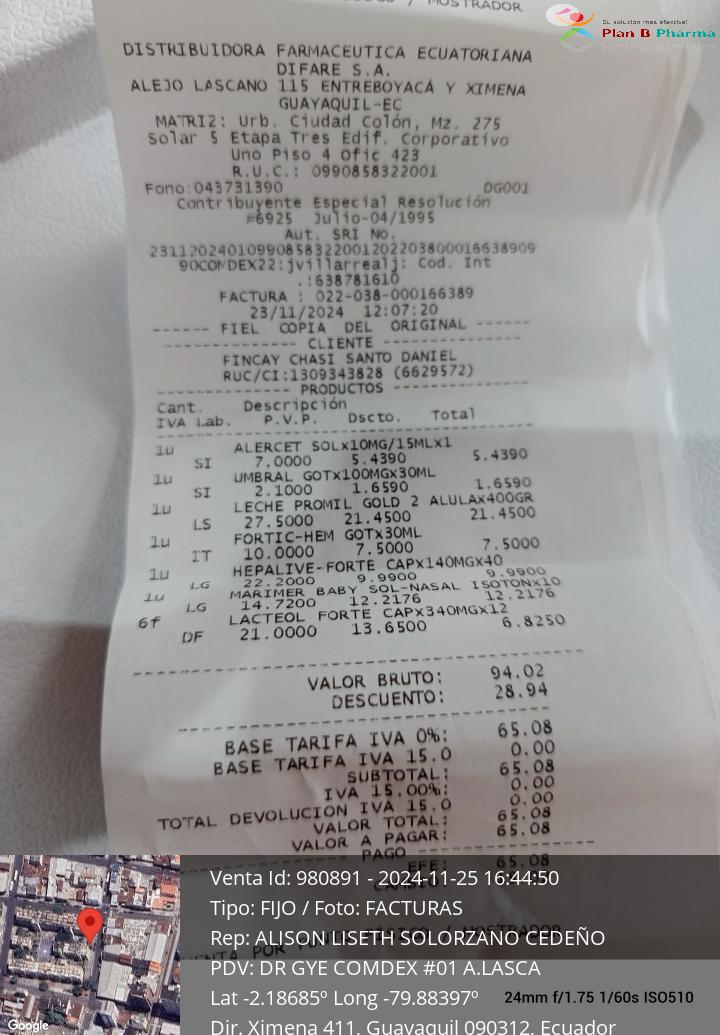 / MOSTRADOR
Su solución más efectiva!
Plan B Pharma
DISTRIBUIDORA FARMACEUTICA ECUATORIANA
DIFARE S.A.
ALEJO LASCANO 115 ENTREBOYACÁ Y XIMENA
GUAYAQUIL-EC
MATRIZ: Urb. Ciudad Colón, Mz. 275
Solar 5 Etapa Tres Edif. Corporativo
Uno Piso 4 Ofic 423
R.U.C.: 0990858322001
Fono:043731390 DG001
Contribuyente Especial Resolución
#6925 Julio-04/1995
Aut. SRI No.
2311202401099085832200120220380001663890​9
90COMDEX22:jvillarrealj: Cod. Int
.:638781610
FACTURA : 022-038-000166389
23/11/2024 12:07:20
------ FIEL COPIA DEL ORIGINAL ------
-------------- CLIENTE --------------
FINCAY CHASI SANTO DANIEL
RUC/CI:1309343828 (6629572)
------------- PRODUCTOS --------------
Cant. Descripción
IVA Lab. P.V.P. Dscto. Total
1u ALERCET SOLx10MG/15MLx1
SI 7.0000 5.4390 5.4390
1u UMBRAL GOTx100MGx30ML
SI 2.1000 1.6590 1.6590
1u LECHE PROMIL GOLD 2 ALULAx400GR
LS 27.5000 21.4500 21.4500
1u FORTIC-HEM GOTx30ML
IT 10.0000 7.5000 7.5000
1u HEPALIVE-FORTE CAPx140MGx40
LG 22.2000 9.9900 9.9900
1u MARIMER BABY SOL-NASAL ISOTONx10
LG 14.7200 12.2176 12.2176
6f LACTEOL FORTE CAPx340MGx12
DF 21.0000 13.6500 6.8250
VALOR BRUTO: 94.02
DESCUENTO: 28.94
BASE TARIFA IVA 0%: 65.08
BASE TARIFA IVA 15.0 0.00
SUBTOTAL: 65.08
IVA 15.00%: 0.00
TOTAL DEVOLUCION IVA 15.0 0.00
VALOR TOTAL: 65.08
VALOR A PAGAR: 65.08
PAGO
EFE: 65.08
Venta Id: 980891 - 2024-11-25 16:44:50
Tipo: FIJO / Foto: FACTURAS
Rep: ALISON LISETH SOLORZANO CEDEÑO
PDV: DR GYE COMDEX #01 A.LASCA
Lat -2.18685º Long -79.88397º
24mm f/1.75 1/60s ISO510
Dir. Ximena 411, Guayaquil 090312, Ecuador
Google